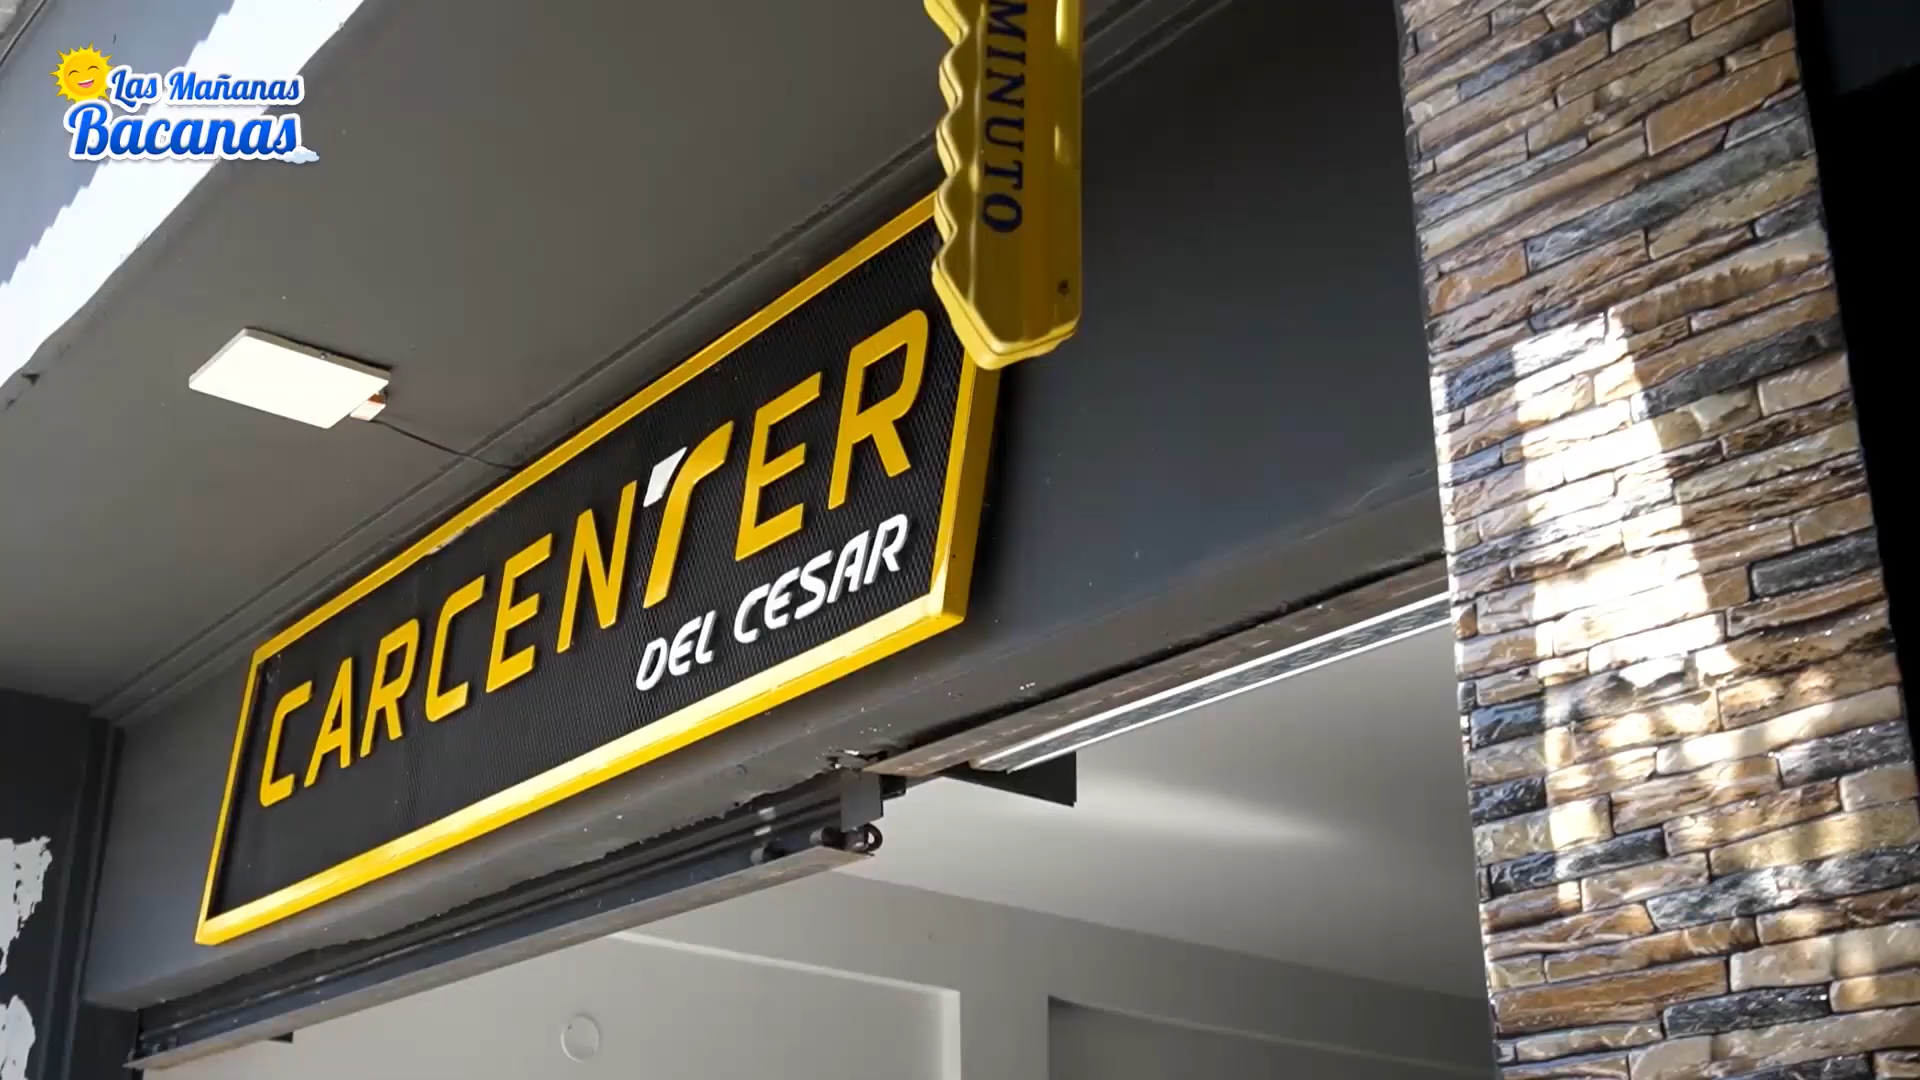 Las Mañanas
Bacanas
MINUTO
CARCENTER
DEL CESAR